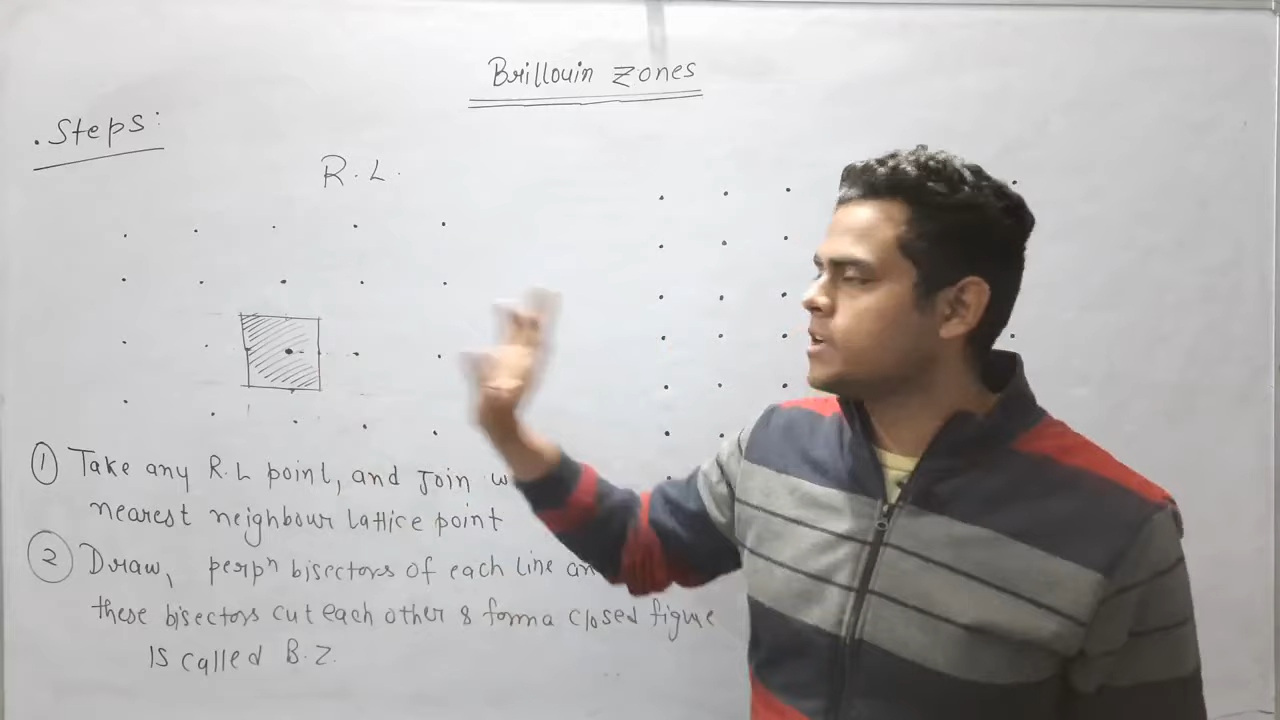 Brillouin Zones
. Steps:
R.L.
① Take any R.L point, and Join
nearest neighbour Lattice point
② Draw, perpⁿ bisectors of each Line
these bisectors cut each other & form a closed figure
is called B.Z.